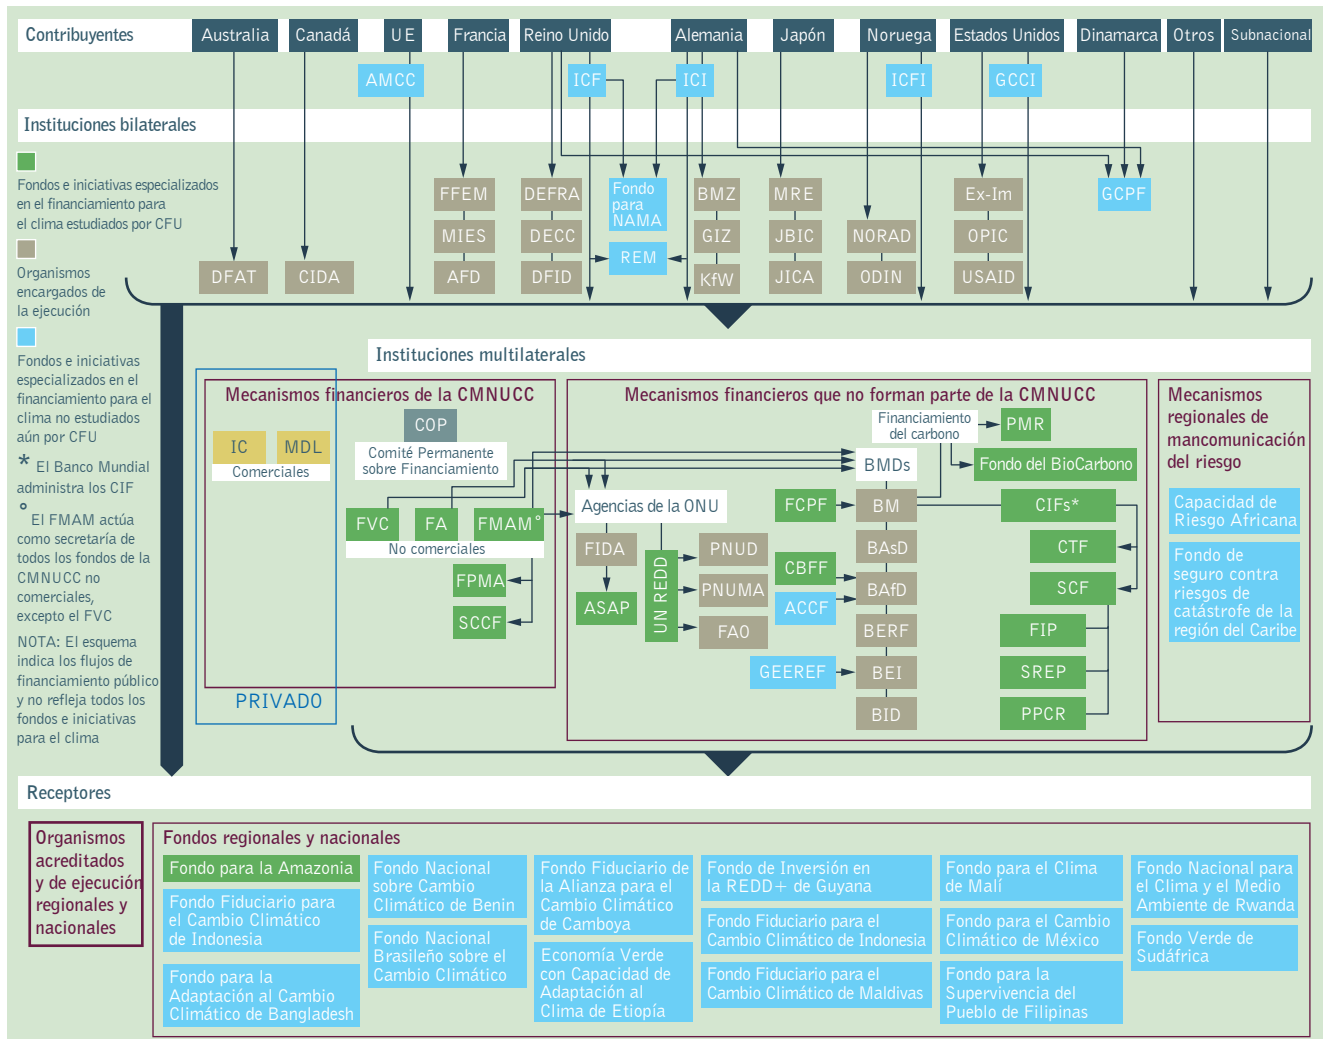 Contribuyentes
Australia
Canadá
UE
Francia
Reino Unido
Alemania
Japón
Noruega
Estados Unidos
Dinamarca
Otros
Subnacional
AMCC
ICF
ICI
ICFI
GCCI
Instituciones bilaterales
Fondos e iniciativas especializados
en el financiamiento para
el clima estudiados por CFU
Organismos
encargados de
la ejecución
Fondos e iniciativas
especializados en el
financiamiento para el
clima no estudiados
aún por CFU
* El Banco Mundial
administra los CIF
° El FMAM actúa
como secretaría de
todos los fondos de la
CMNUCC no
comerciales,
excepto el FVC
NOTA: El esquema
indica los flujos de
financiamiento público
y no refleja todos los
fondos e iniciativas
para el clima
DFAT
CIDA
FFEM
MIES
AFD
DEFRA
DECC
DFID
Fondo
para
NAMA
REM
BMZ
GIZ
KfW
MRE
JBIC
JICA
NORAD
ODIN
Ex-Im
OPIC
USAID
GCPF
Instituciones multilaterales
Mecanismos financieros de la CMNUCC
COP
Comité Permanente
sobre Financiamiento
IC
MDL
Comerciales
FVC
FA
FMAM°
No comerciales
FPMA
SCCF
PRIVADO
Mecanismos financieros que no forman parte de la CMNUCC
Financiamiento
del carbono
PMR
Fondo del BioCarbono
BMDs
Agencias de la ONU
FIDA
ASAP
UN REDD
PNUD
PNUMA
FAO
FCPF
CBFF
ACCF
GEEREF
BM
BAsD
BAfD
BERF
BEI
BID
CIFs*
CTF
SCF
FIP
SREP
PPCR
Mecanismos
regionales de
mancomunicación
del riesgo
Capacidad de
Riesgo Africana
Fondo de
seguro contra
riesgos de
catástrofe de la
región del Caribe
Receptores
Organismos
acreditados
y de ejecución
regionales y
nacionales
Fondos regionales y nacionales
Fondo para la Amazonia
Fondo Fiduciario para
el Cambio Climático
de Indonesia
Fondo para la
Adaptación al Cambio
Climático de Bangladesh
Fondo Nacional
sobre Cambio
Climático de Benin
Fondo Nacional
Brasileño sobre el
Cambio Climático
Fondo Fiduciario de
la Alianza para el
Cambio Climático
de Camboya
Economía Verde
con Capacidad de
Adaptación al
Clima de Etiopía
Fondo de Inversión en
la REDD+ de Guyana
Fondo Fiduciario para el
Cambio Climático de Indonesia
Fondo Fiduciario para el
Cambio Climático de Maldivas
Fondo para el Clima
de Malí
Fondo para el Cambio
Climático de México
Fondo para la
Supervivencia del
Pueblo de Filipinas
Fondo Nacional para
el Clima y el Medio
Ambiente de Rwanda
Fondo Verde de
Sudáfrica